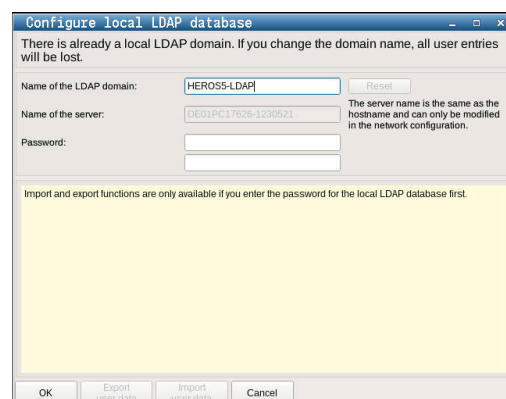 Configure local LDAP database
There is already a local LDAP domain. If you change the domain name, all user entries
will be lost.
Name of the LDAP domain:
HEROS5-LDAP
Reset
Name of the server:
DE01PC17626-1230521
The server name is the same as the
hostname and can only be modified
in the network configuration.
Password:
Import and export functions are only available if you enter the password for the local LDAP database first.
OK
Export
user data
Import
user data
Cancel